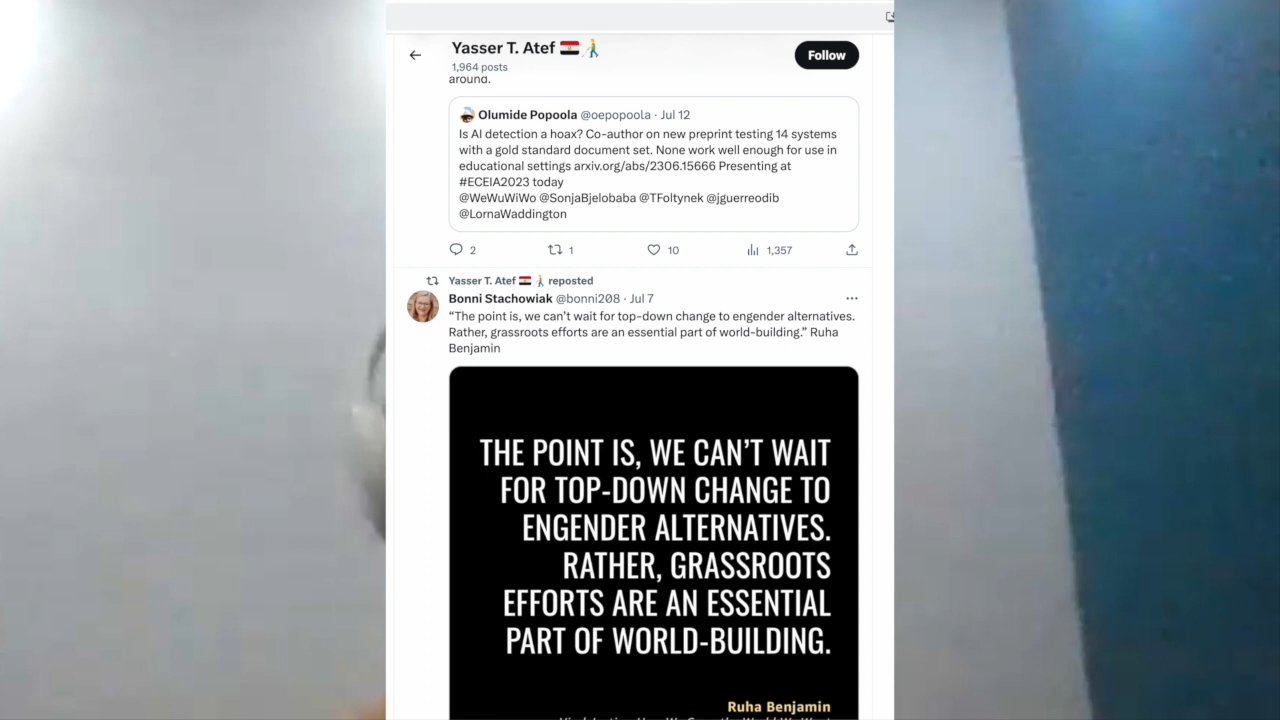 Yasser T. Atef 🇪🇬👨‍🦯
1,964 posts
Follow
around.
Olumide Popoola @oepopoola · Jul 12
Is AI detection a hoax? Co-author on new preprint testing 14 systems
with a gold standard document set. None work well enough for use in
educational settings arxiv.org/abs/2306.15666 Presenting at
#ECEIA2023 today
@WeWuWiWo @SonjaBjelobaba @TFoltynek @jguerreodib
@LornaWaddington
2 1 10 1,357
Yasser T. Atef 🇪🇬👨‍🦯 reposted
Bonni Stachowiak @bonni208 · Jul 7
“The point is, we can’t wait for top-down change to engender alternatives.
Rather, grassroots efforts are an essential part of world-building.” Ruha
Benjamin
THE POINT IS, WE CAN’T WAIT
FOR TOP-DOWN CHANGE TO
ENGENDER ALTERNATIVES.
RATHER, GRASSROOTS
EFFORTS ARE AN ESSENTIAL
PART OF WORLD-BUILDING.
Ruha Benjamin